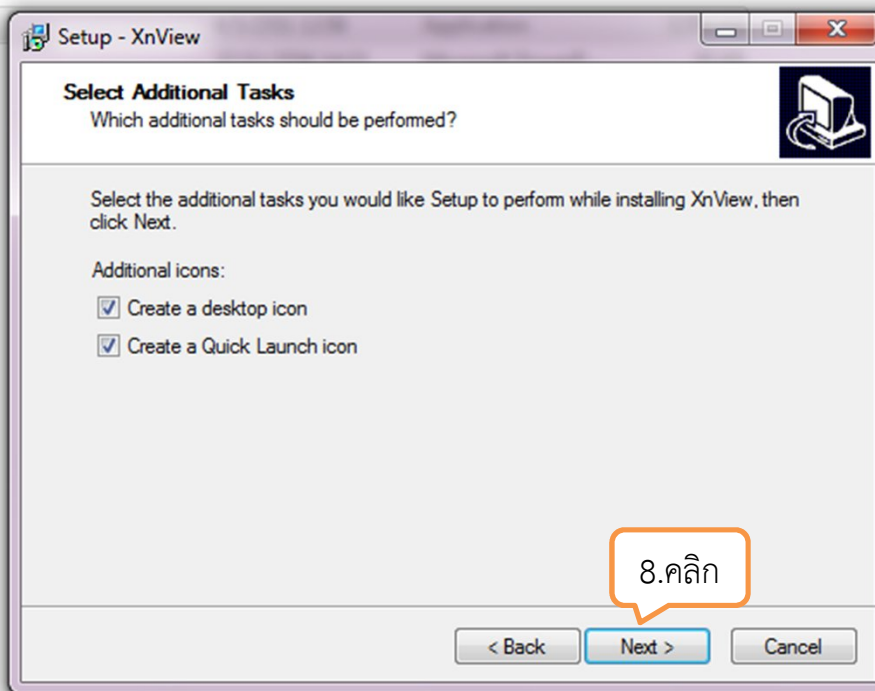 Setup - XnView
Select Additional Tasks
Which additional tasks should be performed?
Select the additional tasks you would like Setup to perform while installing XnView, then
click Next.
Additional icons:
Create a desktop icon
Create a Quick Launch icon
8.คลิก
< Back
Next >
Cancel